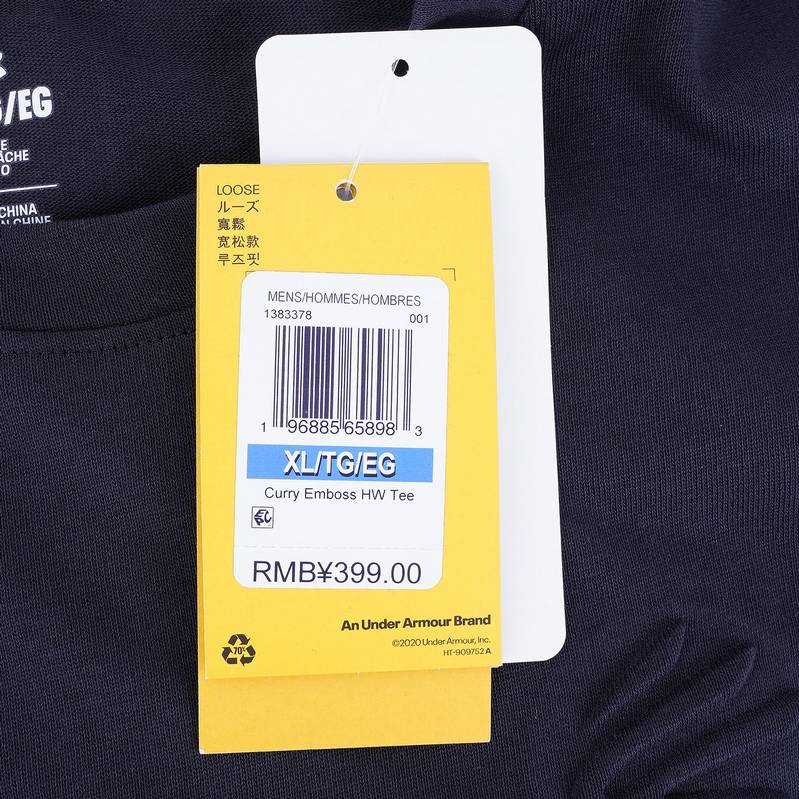 /EG
CHINA
LOOSE
ルーズ
寬鬆
宽松款
루즈핏
MENS/HOMMES/HOMBRES
1383378 001
1 96885 65898 3
XL/TG/EG
Curry Emboss HW Tee
RMB¥399.00
An Under Armour Brand
©2020 Under Armour, Inc.
HT-909752 A
70%